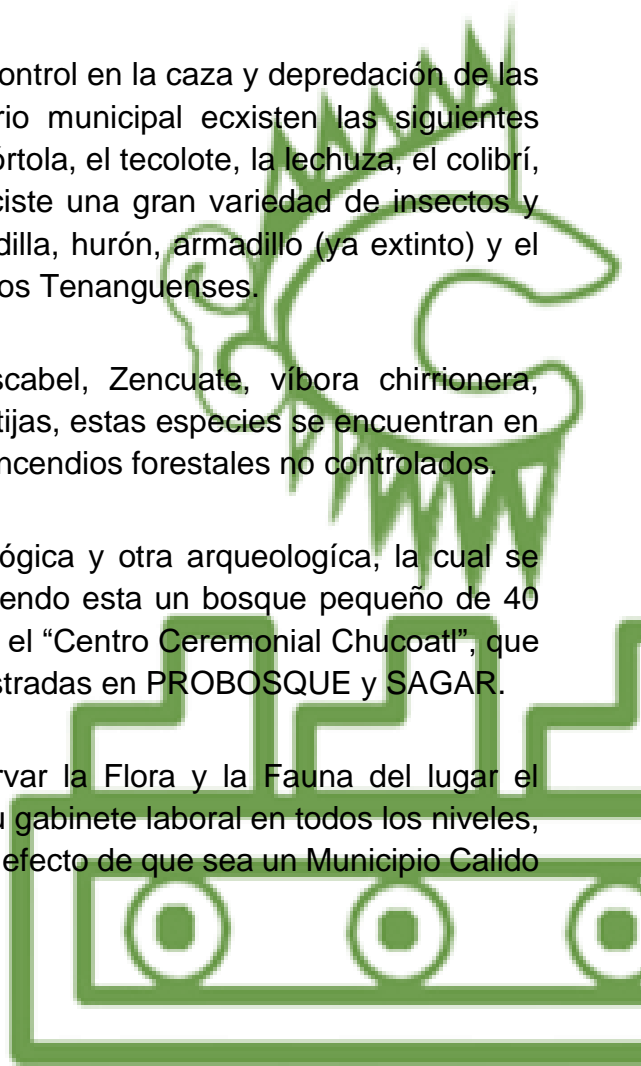 ontrol en la caza y depredación de las
rio municipal ecxisten las siguientes
órtola, el tecolote, la lechuza, el colibrí,
ciste una gran variedad de insectos y
dilla, hurón, armadillo (ya extinto) y el
os Tenanguenses.
scabel, Zencuate, víbora chirrionera,
tijas, estas especies se encuentran en
incendios forestales no controlados.
lógica y otra arqueologíca, la cual se
endo esta un bosque pequeño de 40
el “Centro Ceremonial Chucoatl”, que
stradas en PROBOSQUE y SAGAR.
rvar la Flora y la Fauna del lugar el
u gabinete laboral en todos los niveles,
efecto de que sea un Municipio Calido